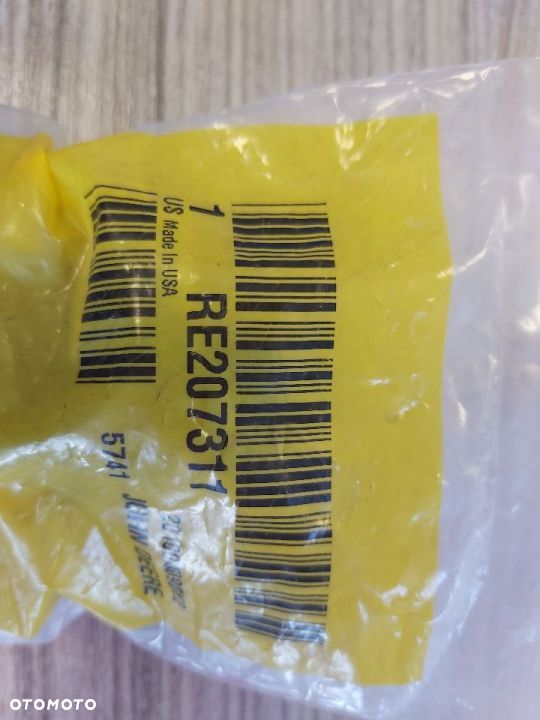 1 RE207311
US Made In USA
5741 JOHN DEERE
OTOMOTO